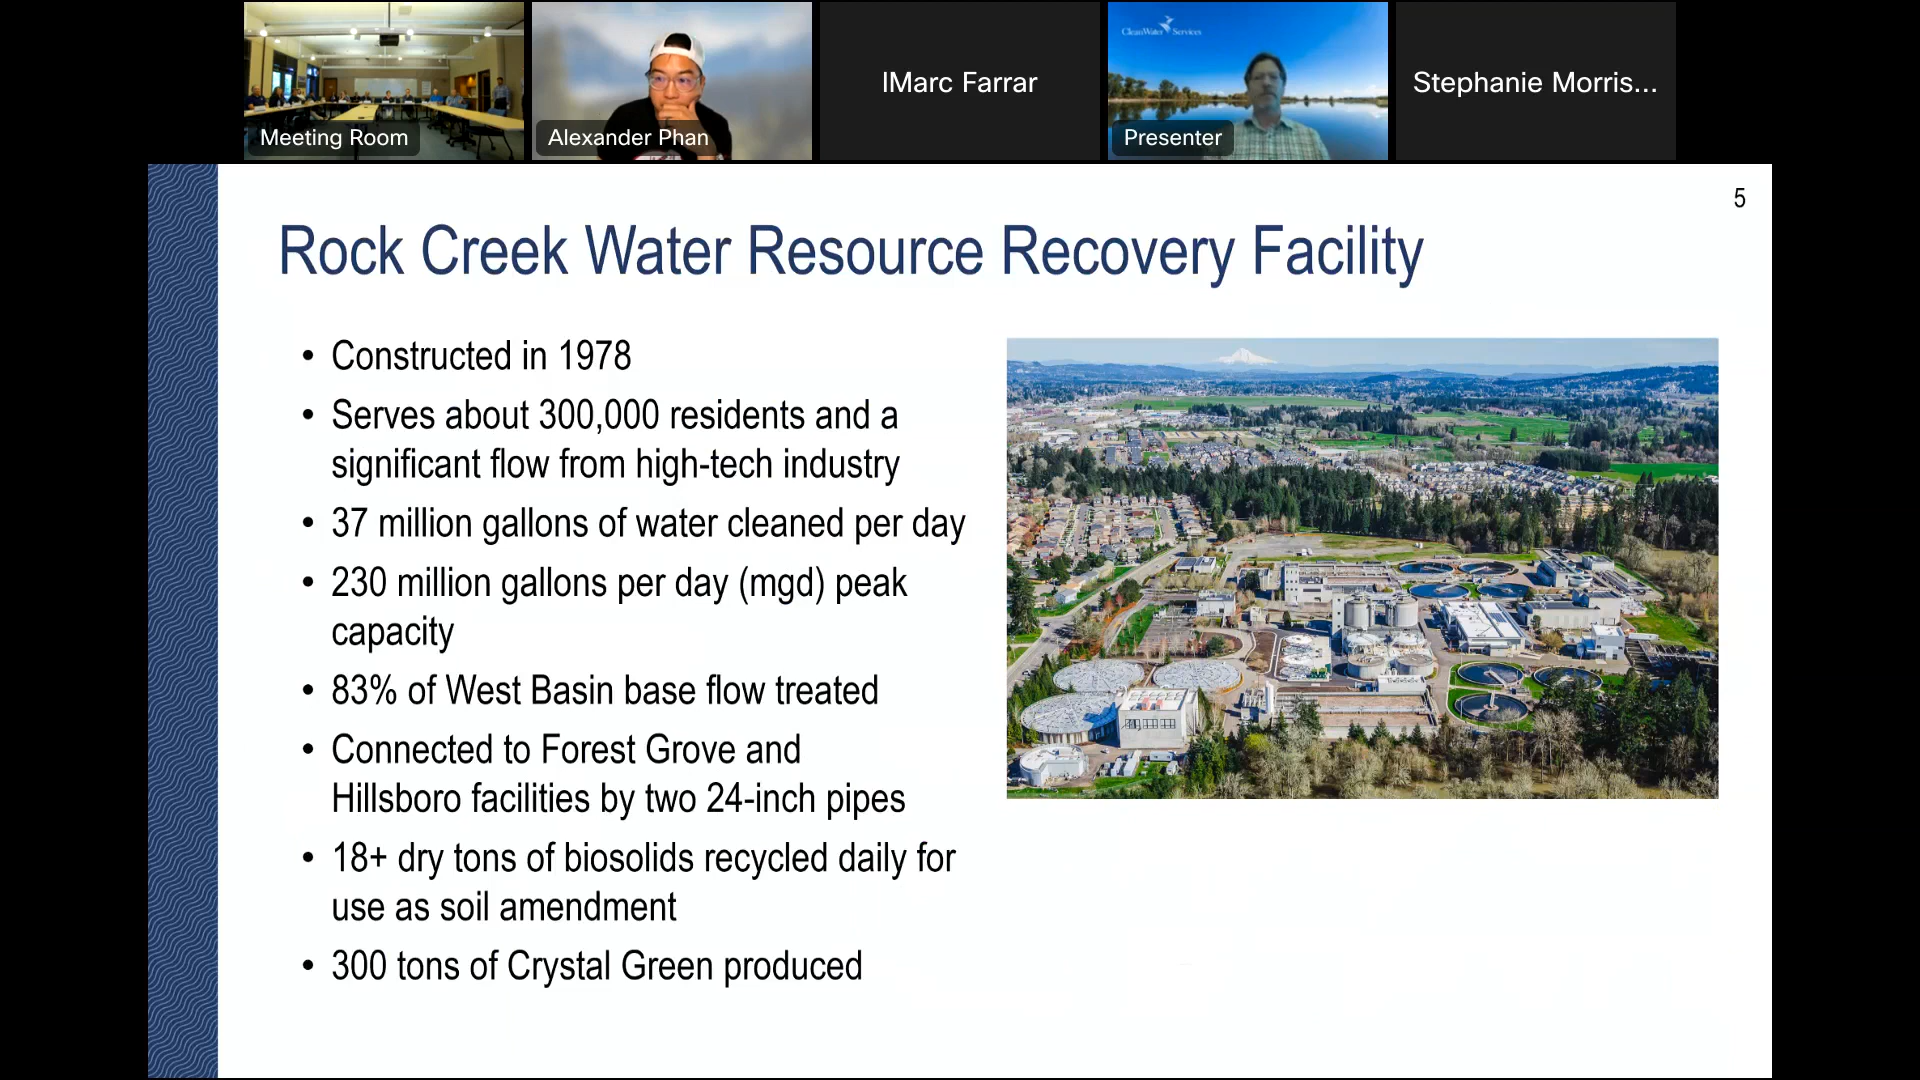 CleanWater Services
Meeting Room
Alexander Phan
IMarc Farrar
Presenter
Stephanie Morris...
5
Rock Creek Water Resource Recovery Facility
• Constructed in 1978
• Serves about 300,000 residents and a
significant flow from high-tech industry
• 37 million gallons of water cleaned per day
• 230 million gallons per day (mgd) peak
capacity
• 83% of West Basin base flow treated
• Connected to Forest Grove and
Hillsboro facilities by two 24-inch pipes
• 18+ dry tons of biosolids recycled daily for
use as soil amendment
• 300 tons of Crystal Green produced